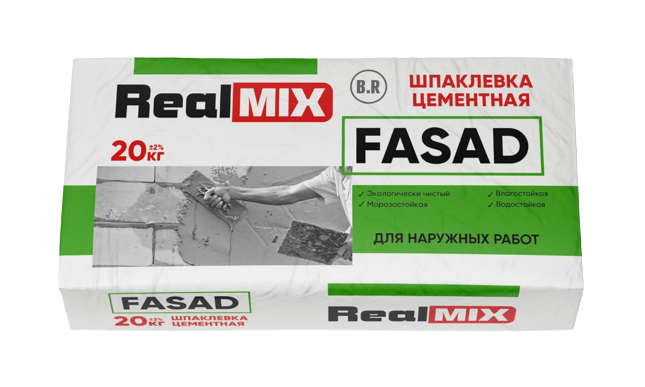 RealMIX
B.R
ШПАКЛЕВКА
ЦЕМЕНТНАЯ
20 ±2% КГ
FASAD
✓ Экологически чистый
✓ Морозостойкая
✓ Влагостойкая
✓ Водостойкая
ДЛЯ НАРУЖНЫХ РАБОТ
FASAD
20 ±2% КГ
ШПАКЛЕВКА
ЦЕМЕНТНАЯ
RealMIX